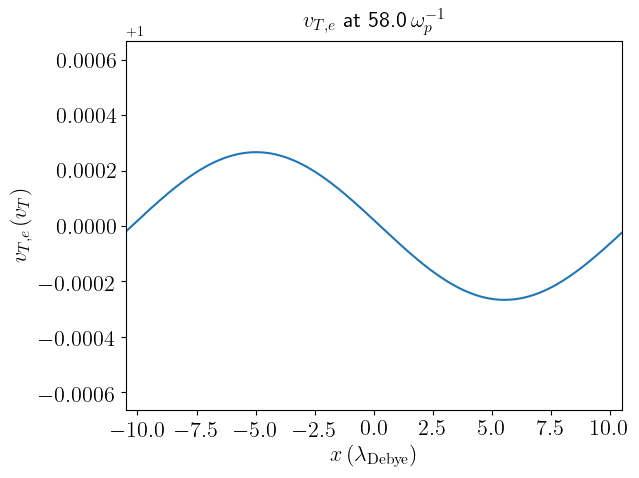 v_{T,e} at 58.0 ω_p^{-1}
+1
0.0006
0.0004
0.0002
0.0000
−0.0002
−0.0004
−0.0006
v_{T,e} (v_T)
−10.0 −7.5 −5.0 −2.5 0.0 2.5 5.0 7.5 10.0
x (λ_Debye)